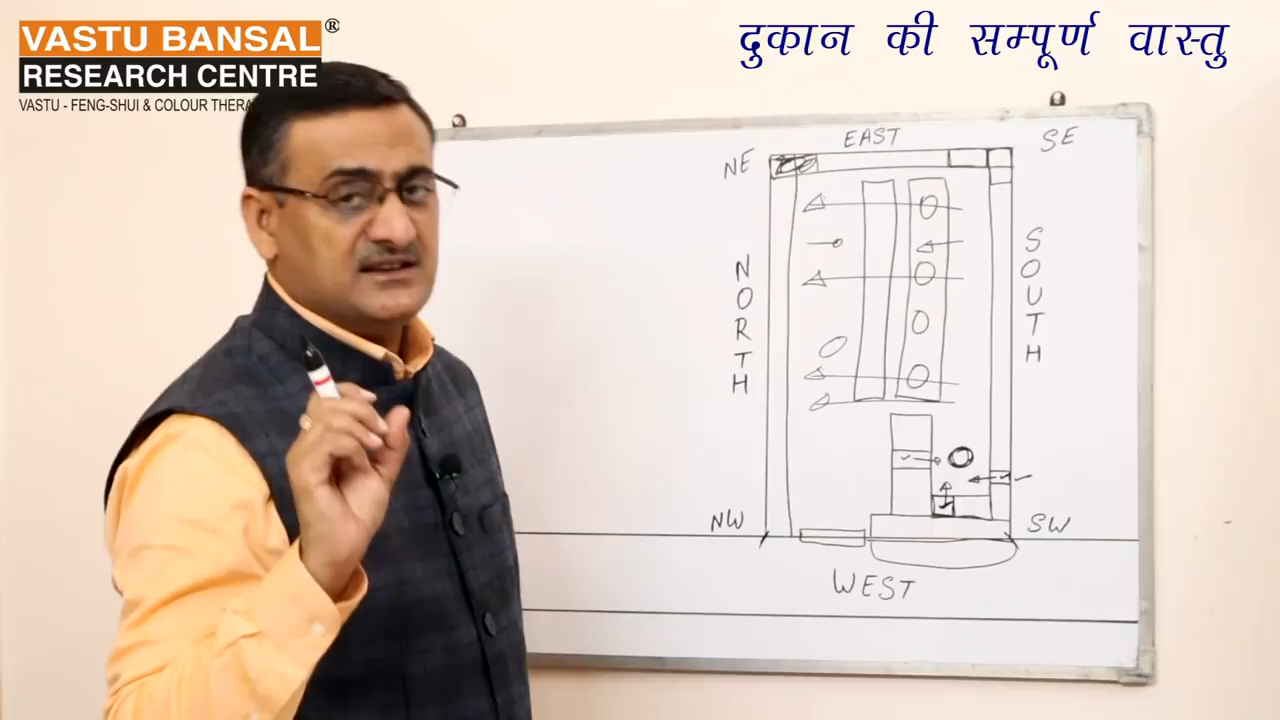 VASTU BANSAL®
RESEARCH CENTRE
VASTU - FENG-SHUI & COLOUR THERA
दुकान की सम्पूर्ण वास्तु
EAST
NE
SE
NORTH
SOUTH
NW
SW
WEST